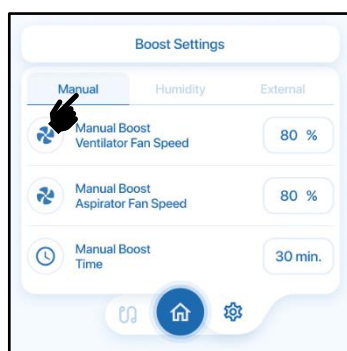 Boost Settings
Manual Humidity External
Manual Boost
Ventilator Fan Speed
80 %
Manual Boost
Aspirator Fan Speed
80 %
Manual Boost
Time
30 min.